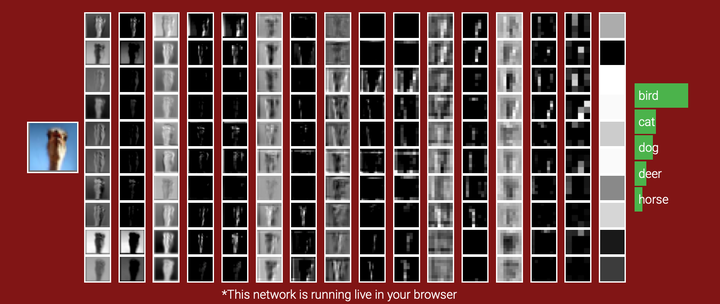 bird
cat
dog
deer
horse
*This network is running live in your browser